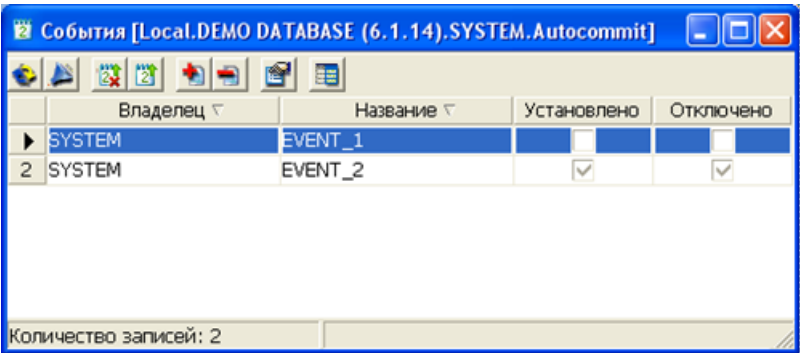 События [Local.DEMO DATABASE (6.1.14).SYSTEM.Autocommit]
Владелец Название Установлено Отключено
SYSTEM EVENT_1
2 SYSTEM EVENT_2
Количество записей: 2